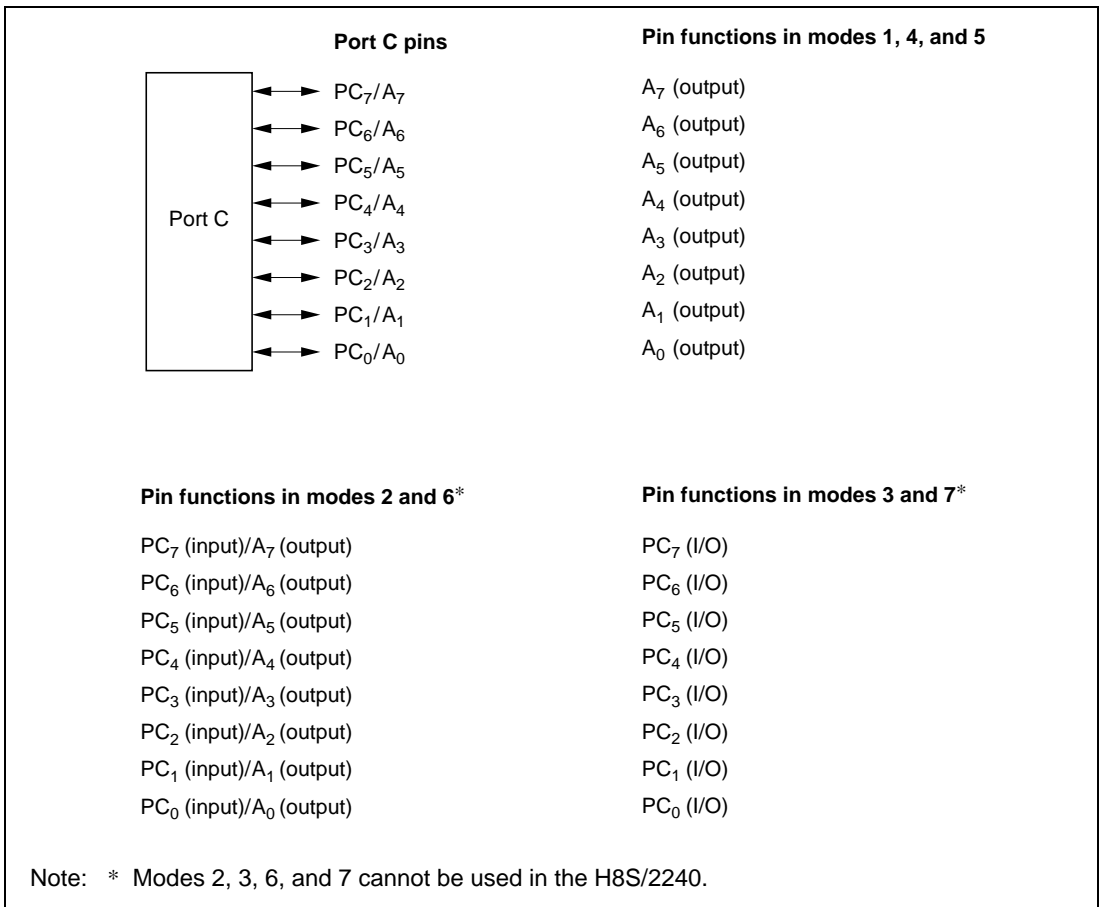 Port C pins
Pin functions in modes 1, 4, and 5
Port C
PC7/A7
A7 (output)
PC6/A6
A6 (output)
PC5/A5
A5 (output)
PC4/A4
A4 (output)
PC3/A3
A3 (output)
PC2/A2
A2 (output)
PC1/A1
A1 (output)
PC0/A0
A0 (output)
Pin functions in modes 2 and 6*
Pin functions in modes 3 and 7*
PC7 (input)/A7 (output)
PC7 (I/O)
PC6 (input)/A6 (output)
PC6 (I/O)
PC5 (input)/A5 (output)
PC5 (I/O)
PC4 (input)/A4 (output)
PC4 (I/O)
PC3 (input)/A3 (output)
PC3 (I/O)
PC2 (input)/A2 (output)
PC2 (I/O)
PC1 (input)/A1 (output)
PC1 (I/O)
PC0 (input)/A0 (output)
PC0 (I/O)
Note: * Modes 2, 3, 6, and 7 cannot be used in the H8S/2240.